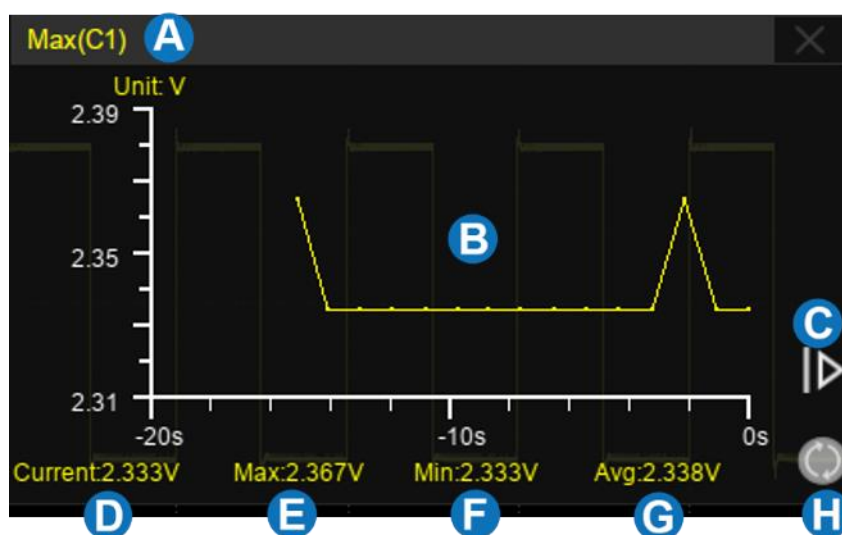 Max(C1) A
Unit: V
2.39
2.35
B
C
2.31
-20s -10s 0s
Current:2.333V Max:2.367V Min:2.333V Avg:2.338V
D E F G H